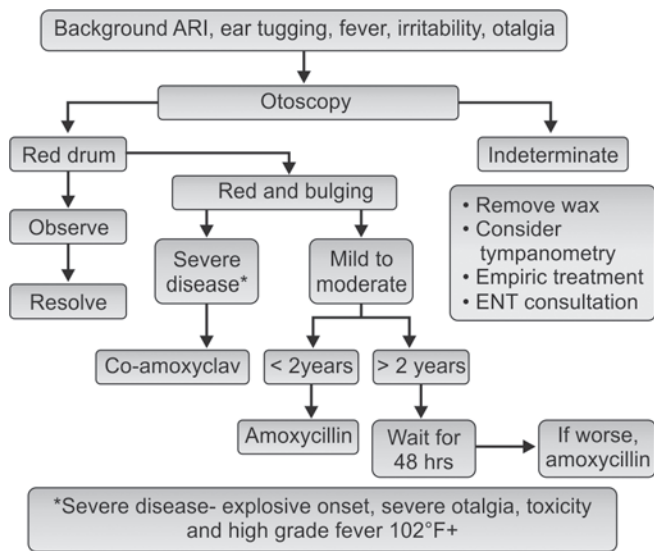 Background ARI, ear tugging, fever, irritability, otalgia
Otoscopy
Red drum
Indeterminate
Red and bulging
Observe
Resolve
Severe
disease*
Mild to
moderate
• Remove wax
• Consider
tympanometry
• Empiric treatment
• ENT consultation
Co-amoxyclav
< 2years
> 2 years
Amoxycillin
Wait for
48 hrs
If worse,
amoxycillin
*Severe disease- explosive onset, severe otalgia, toxicity
and high grade fever 102°F+